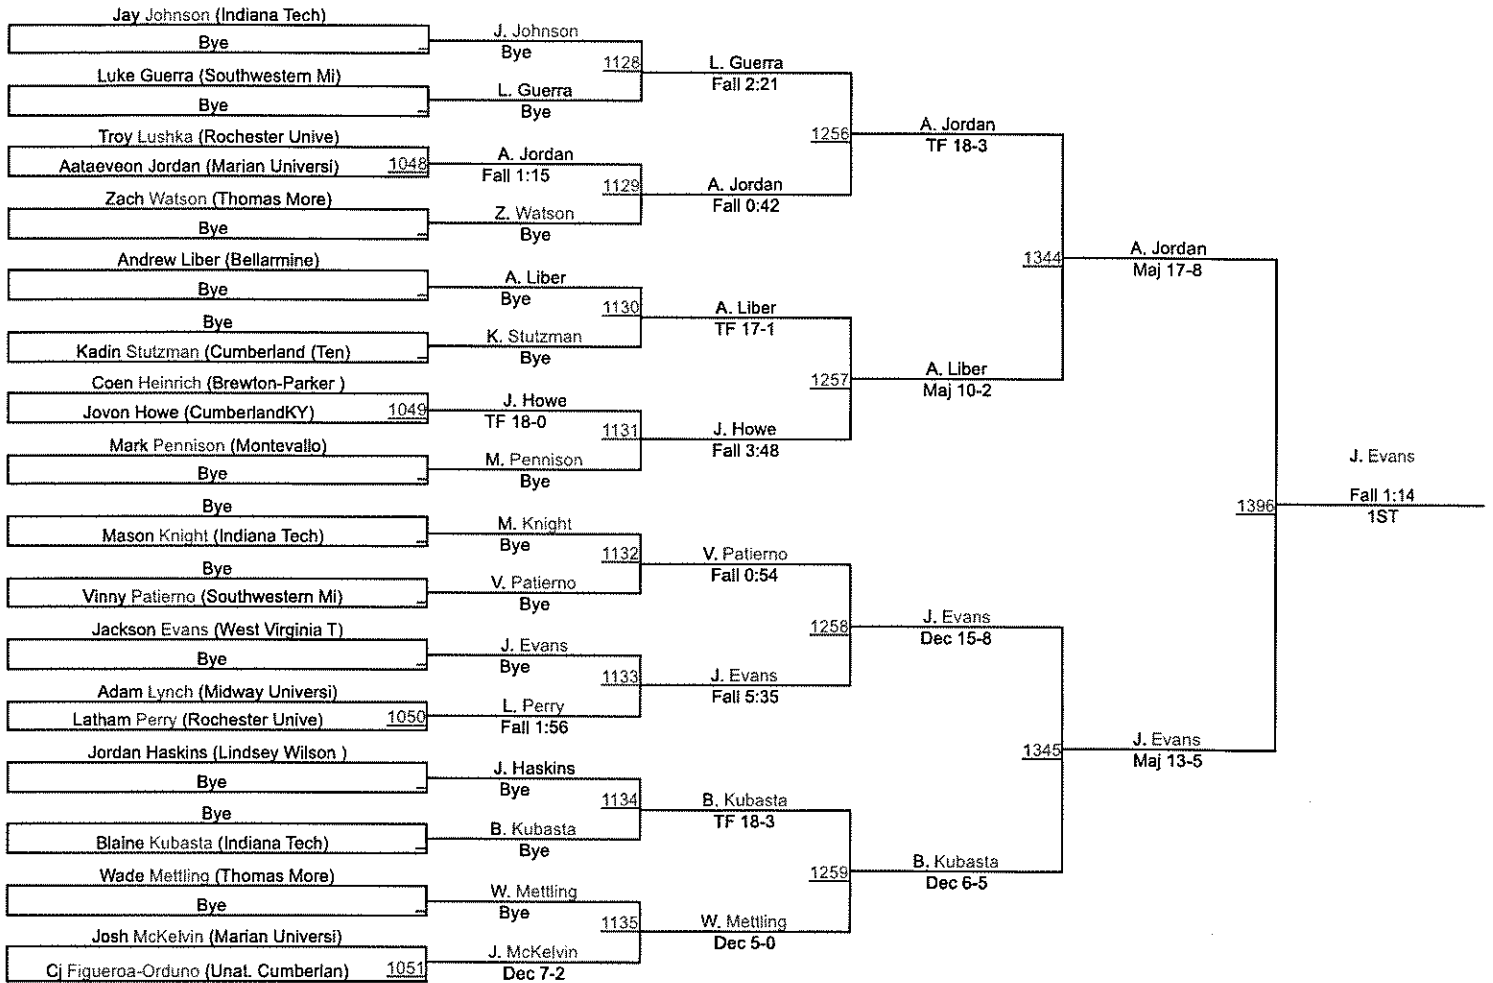 Jay Johnson (Indiana Tech)
Bye
J. Johnson
Bye
1128
L. Guerra
Fall 2:21
Luke Guerra (Southwestern Mi)
Bye
L. Guerra
Bye
1256
A. Jordan
TF 18-3
Troy Lushka (Rochester Unive)
Aataeveon Jordan (Marian Universi)
1048
A. Jordan
Fall 1:15
1129
A. Jordan
Fall 0:42
Zach Watson (Thomas More)
Bye
Z. Watson
Bye
1344
A. Jordan
Maj 17-8
Andrew Liber (Bellarmine)
Bye
A. Liber
Bye
1130
A. Liber
TF 17-1
Bye
Kadin Stutzman (Cumberland (Ten)
K. Stutzman
Bye
1257
A. Liber
Maj 10-2
Coen Heinrich (Brewton-Parker )
Jovon Howe (CumberlandKY)
1049
J. Howe
TF 18-0
1131
J. Howe
Fall 3:48
Mark Pennison (Montevallo)
Bye
M. Pennison
Bye
1396
J. Evans
Fall 1:14
1ST
Bye
Mason Knight (Indiana Tech)
M. Knight
Bye
1132
V. Patierno
Fall 0:54
Bye
Vinny Patierno (Southwestern Mi)
V. Patierno
Bye
1258
J. Evans
Dec 15-8
Jackson Evans (West Virginia T)
Bye
J. Evans
Bye
1133
J. Evans
Fall 5:35
Adam Lynch (Midway Universi)
Latham Perry (Rochester Unive)
1050
L. Perry
Fall 1:56
1345
J. Evans
Maj 13-5
Jordan Haskins (Lindsey Wilson )
Bye
J. Haskins
Bye
1134
B. Kubasta
TF 18-3
Bye
Blaine Kubasta (Indiana Tech)
B. Kubasta
Bye
1259
B. Kubasta
Dec 6-5
Wade Mettling (Thomas More)
Bye
W. Mettling
Bye
1135
W. Mettling
Dec 5-0
Josh McKelvin (Marian Universi)
Cj Figueroa-Orduno (Unat. Cumberlan)
1051
J. McKelvin
Dec 7-2